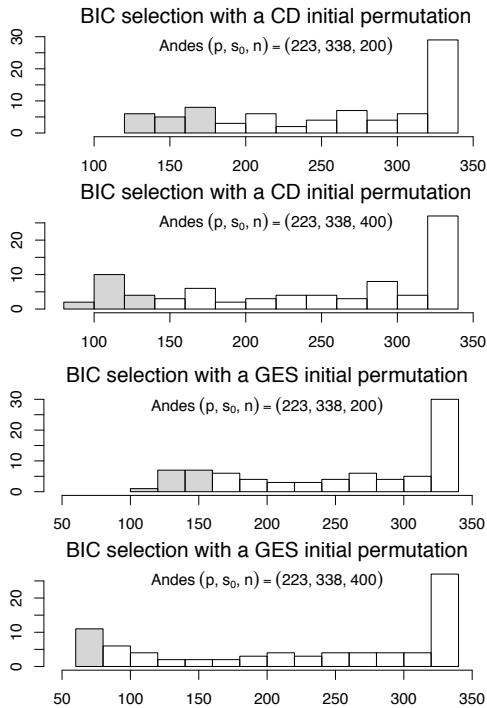 BIC selection with a CD initial permutation
Andes (p, s₀, n) = (223, 338, 200)
30
20
10
0
100 150 200 250 300 350
BIC selection with a CD initial permutation
Andes (p, s₀, n) = (223, 338, 400)
20
10
0
100 150 200 250 300 350
BIC selection with a GES initial permutation
Andes (p, s₀, n) = (223, 338, 200)
30
20
10
0
50 100 150 200 250 300 350
BIC selection with a GES initial permutation
Andes (p, s₀, n) = (223, 338, 400)
20
10
0
50 100 150 200 250 300 350